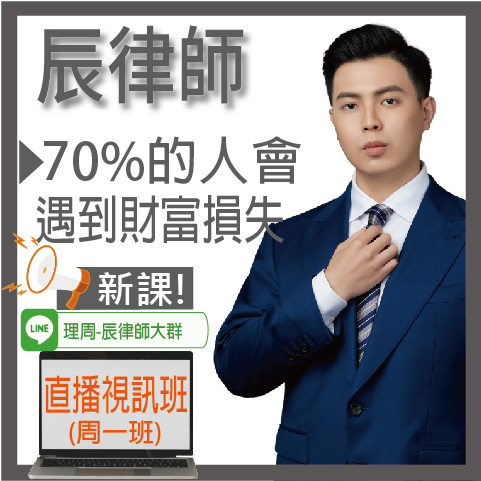 辰律師
▶70%的人會
遇到財富損失
新課!
LINE
理周-辰律師大群
直播視訊班
(周一班)